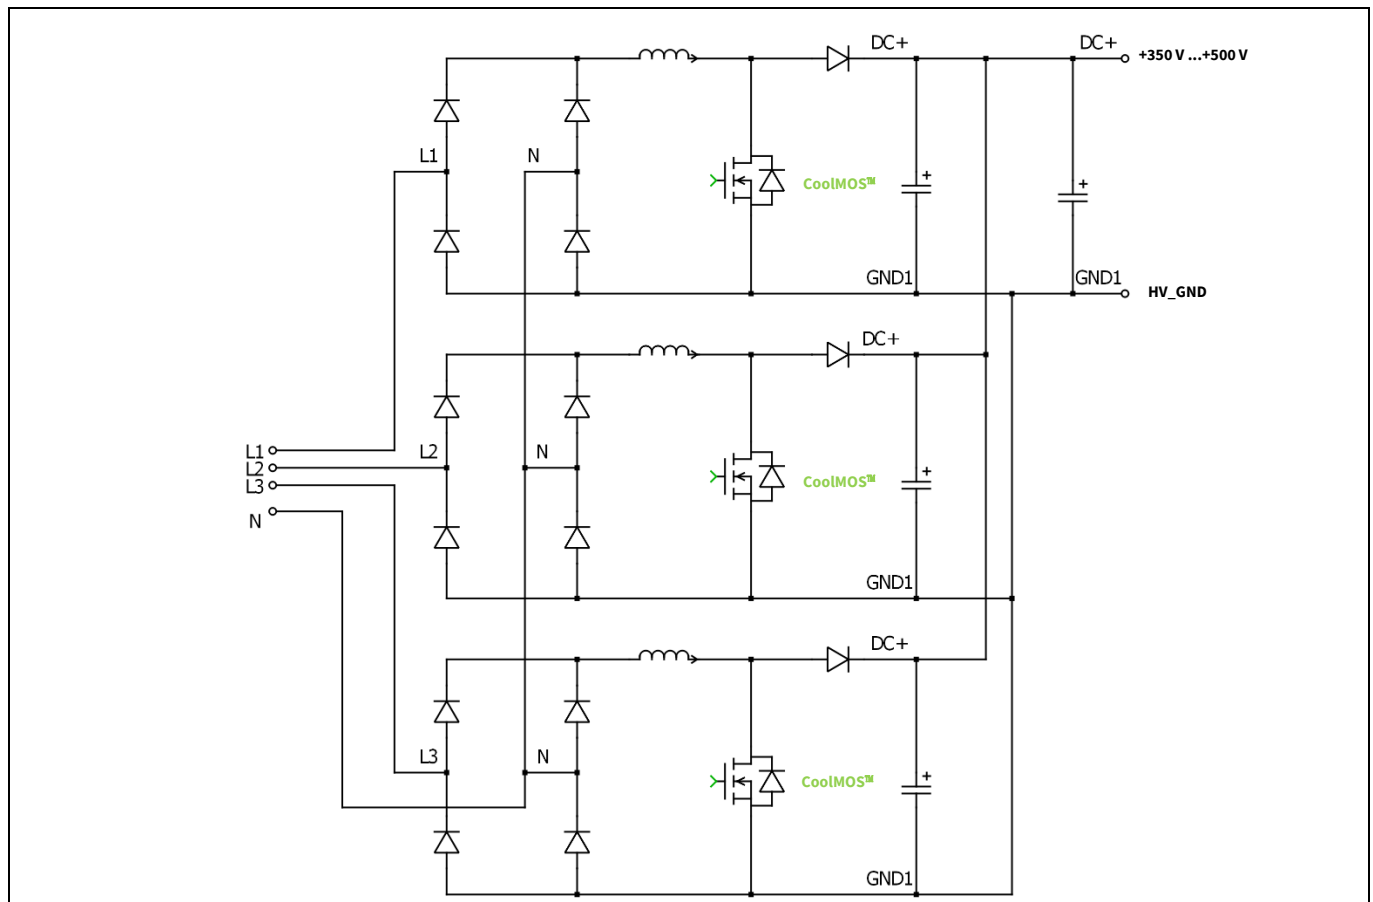 DC+
DC+
+350 V ...+500 V
L1
N
CoolMOS™
+
+
GND1
GND1
HV_GND
DC+
L1
L2
L3
N
L2
N
CoolMOS™
+
GND1
DC+
L3
N
CoolMOS™
+
GND1